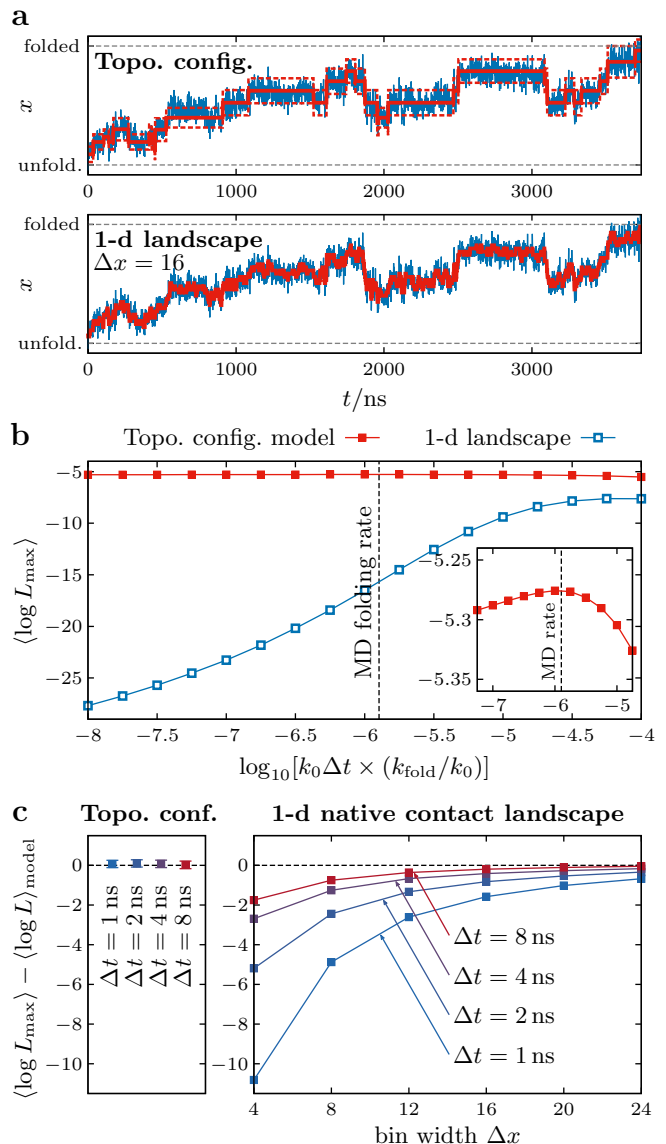 a
folded
Topo. config.
x
unfold.
0 1000 2000 3000
folded
1-d landscape
Δx = 16
x
unfold.
0 1000 2000 3000
t/ns
b
Topo. config. model 1-d landscape
−5
−10
−15
−20
−25
⟨log L_max⟩
MD folding rate
−5.25
−5.3
−5.35
MD rate
−7 −6 −5
−8 −7.5 −7 −6.5 −6 −5.5 −5 −4.5 −4
log₁₀[k₀Δt × (k_fold/k₀)]
c
Topo. conf. 1-d native contact landscape
⟨log L_max⟩ − ⟨log L⟩_model
0
−2
−4
−6
−8
−10
Δt = 1 ns
Δt = 2 ns
Δt = 4 ns
Δt = 8 ns
0
−2
−4
−6
−8
−10
Δt = 8 ns
Δt = 4 ns
Δt = 2 ns
Δt = 1 ns
4 8 12 16 20 24
bin width Δx